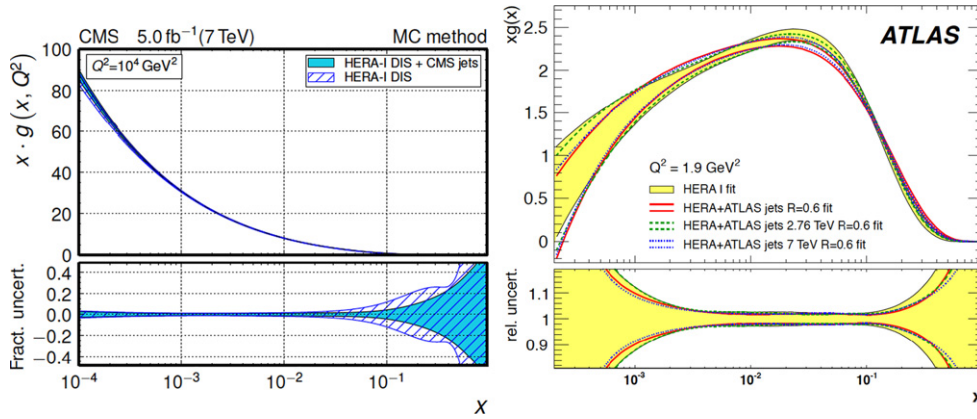 CMS 5.0 fb⁻¹(7 TeV) MC method
Q²=10⁴ GeV²
HERA-I DIS + CMS jets
HERA-I DIS
x · g (x, Q²)
100
80
60
40
20
0
Fract. uncert.
0.4
0.2
0.0
−0.2
−0.4
10⁻⁴ 10⁻³ 10⁻² 10⁻¹
x
ATLAS
xg(x)
2.5
2
1.5
1
0.5
0
Q² = 1.9 GeV²
HERA I fit
HERA+ATLAS jets R=0.6 fit
HERA+ATLAS jets 2.76 TeV R=0.6 fit
HERA+ATLAS jets 7 TeV R=0.6 fit
rel. uncert.
1.1
1
0.9
10⁻³ 10⁻² 10⁻¹